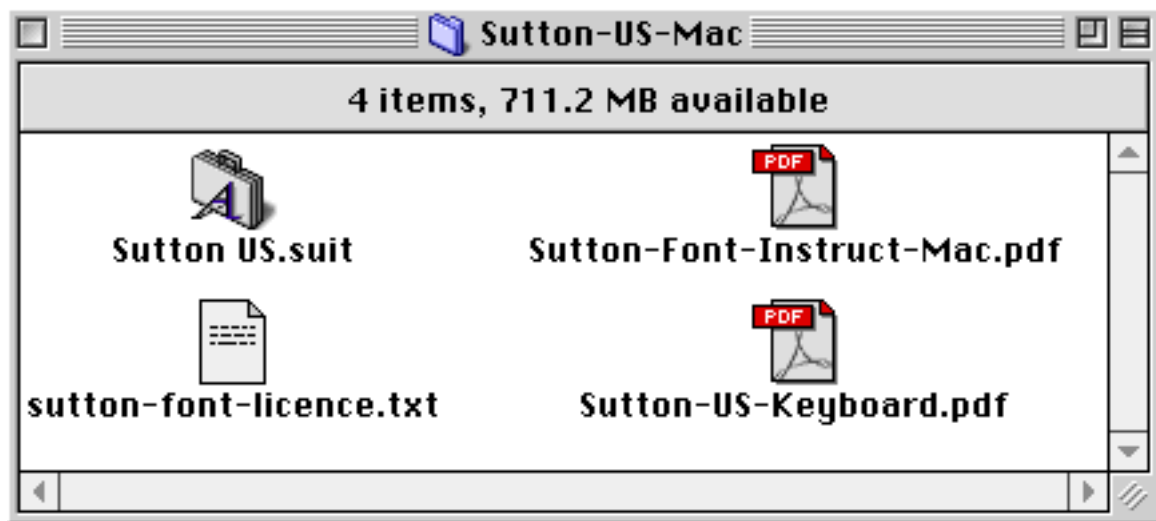 Sutton-US-Mac
4 items, 711.2 MB available
PDF
PDF
Sutton US.suit
Sutton-Font-Instruct-Mac.pdf
PDF
sutton-font-licence.txt
Sutton-US-Keyboard.pdf